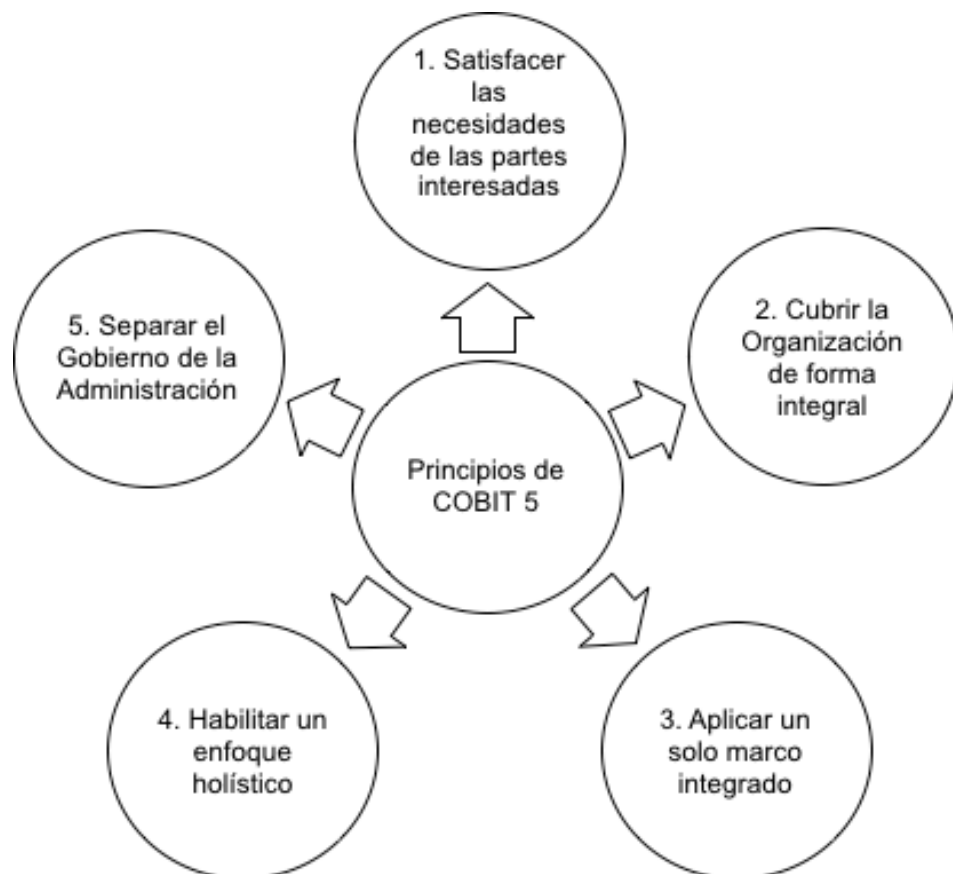 1. Satisfacer
las
necesidades
de las partes
interesadas
2. Cubrir la
Organización
de forma
integral
3. Aplicar un
solo marco
integrado
4. Habilitar un
enfoque
holístico
5. Separar el
Gobierno de la
Administración
Principios de
COBIT 5